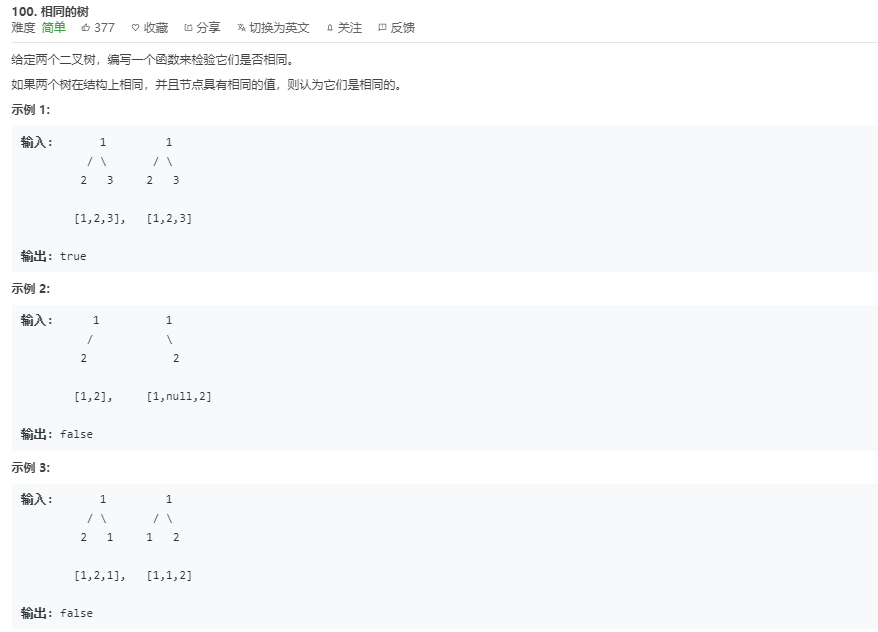 100. 相同的树
难度 简单 377 收藏 分享 切换为英文 关注 反馈
给定两个二叉树，编写一个函数来检验它们是否相同。
如果两个树在结构上相同，并且节点具有相同的值，则认为它们是相同的。
示例 1:
输入:       1         1
          / \       / \
         2   3     2   3
        [1,2,3],   [1,2,3]
输出: true
示例 2:
输入:      1          1
          /           \
         2             2
        [1,2],     [1,null,2]
输出: false
示例 3:
输入:       1         1
          / \       / \
         2   1     1   2
        [1,2,1],   [1,1,2]
输出: false